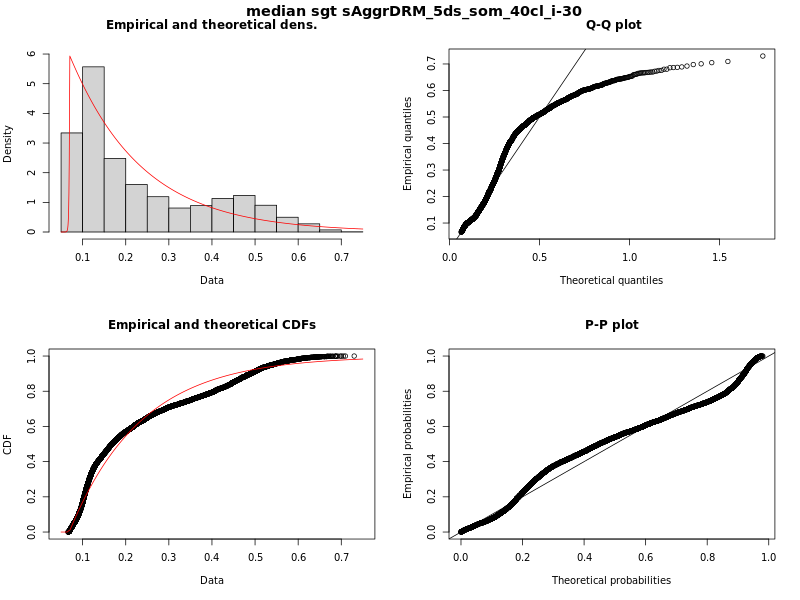 median sgt sAggrDRM_5ds_som_40cl_i-30
Empirical and theoretical dens.
Density
0 1 2 3 4 5 6
0.1 0.2 0.3 0.4 0.5 0.6 0.7
Data
Q-Q plot
Empirical quantiles
0.1 0.2 0.3 0.4 0.5 0.6 0.7
0.0 0.5 1.0 1.5
Theoretical quantiles
Empirical and theoretical CDFs
CDF
0.0 0.2 0.4 0.6 0.8 1.0
0.1 0.2 0.3 0.4 0.5 0.6 0.7
Data
P-P plot
Empirical probabilities
0.0 0.2 0.4 0.6 0.8 1.0
0.0 0.2 0.4 0.6 0.8 1.0
Theoretical probabilities